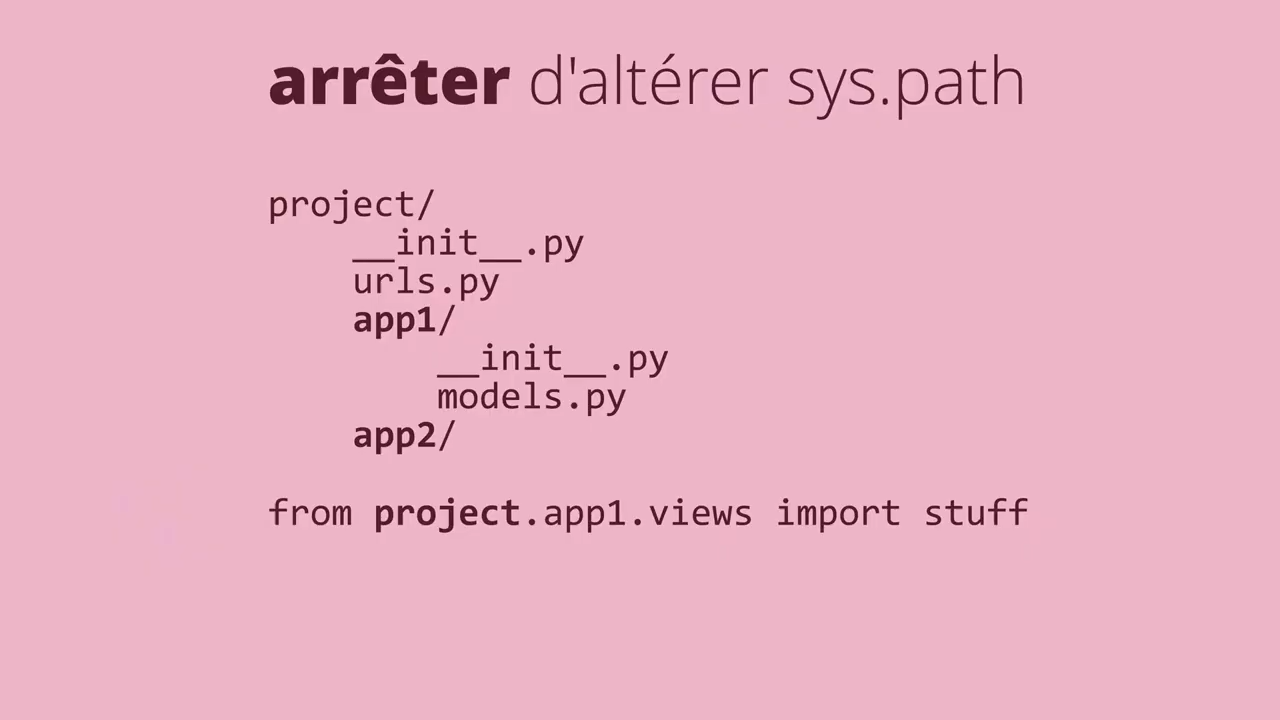 arrêter d'altérer sys.path
project/
    __init__.py
    urls.py
    app1/
        __init__.py
        models.py
    app2/
from project.app1.views import stuff